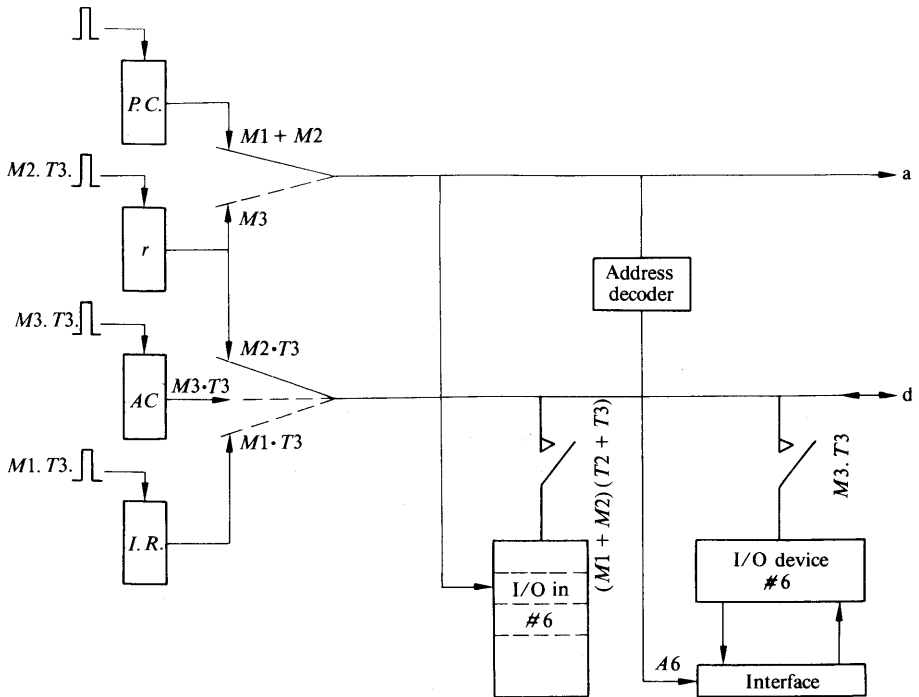 P.C.
M1 + M2
a
M2. T3.
M3
r
Address
decoder
M3. T3.
M2·T3
M3·T3
AC
d
M1·T3
(M1 + M2) (T2 + T3)
M3. T3
M1. T3.
I.R.
I/O in
#6
I/O device
#6
A6
Interface